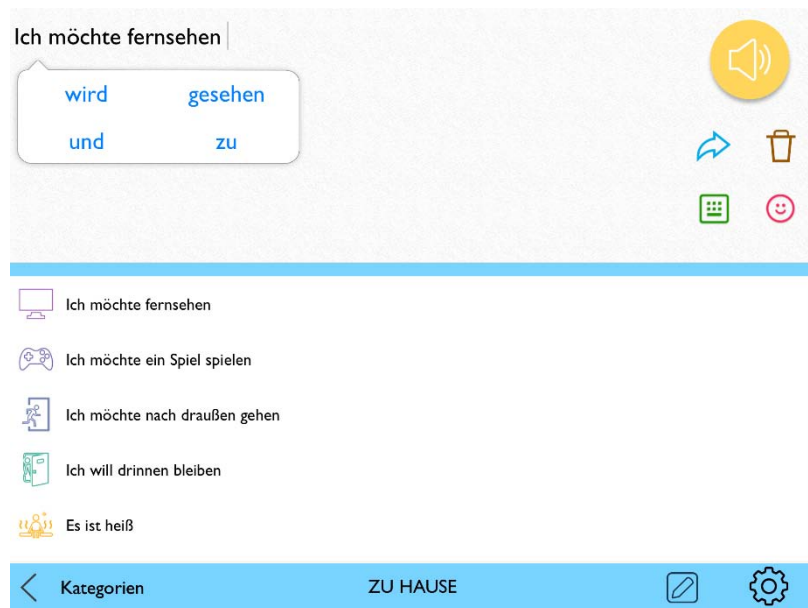 Ich möchte fernsehen
wird gesehen
und zu
Ich möchte fernsehen
Ich möchte ein Spiel spielen
Ich möchte nach draußen gehen
Ich will drinnen bleiben
Es ist heiß
Kategorien ZU HAUSE